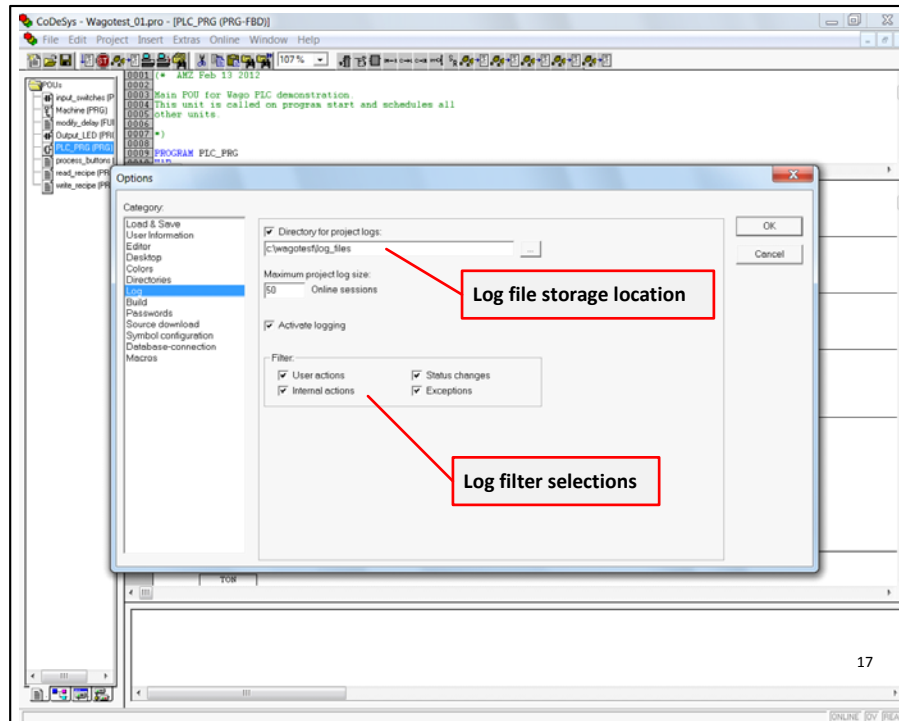 CoDeSys - Wagotest_01.pro - [PLC_PRG (PRG-FBD)]
File Edit Project Insert Extras Online Window Help
107%
POUs
input_switches (P
Machine (PRG)
modify_delay (FU
Output_LED (PR
PLC_PRG (PRG)
process_buttons
read_recipe (PR
write_recipe (PR
0001 (* AMZ Feb 13 2012
0002
0003 Main POU for Wago PLC demonstration.
0004 This unit is called on program start and schedules all
0005 other units.
0006
0007 *)
0008
0009 PROGRAM PLC_PRG
Options
Category:
Load & Save
User Information
Editor
Desktop
Colors
Directories
Log
Build
Passwords
Source download
Symbol configuration
Database-connection
Macros
Directory for project logs:
c:\wagotest\log_files
...
Maximum project log size:
50 Online sessions
Activate logging
Filter:
User actions
Status changes
Internal actions
Exceptions
OK
Cancel
Log file storage location
Log filter selections
TON
17
ONLINE OV REA